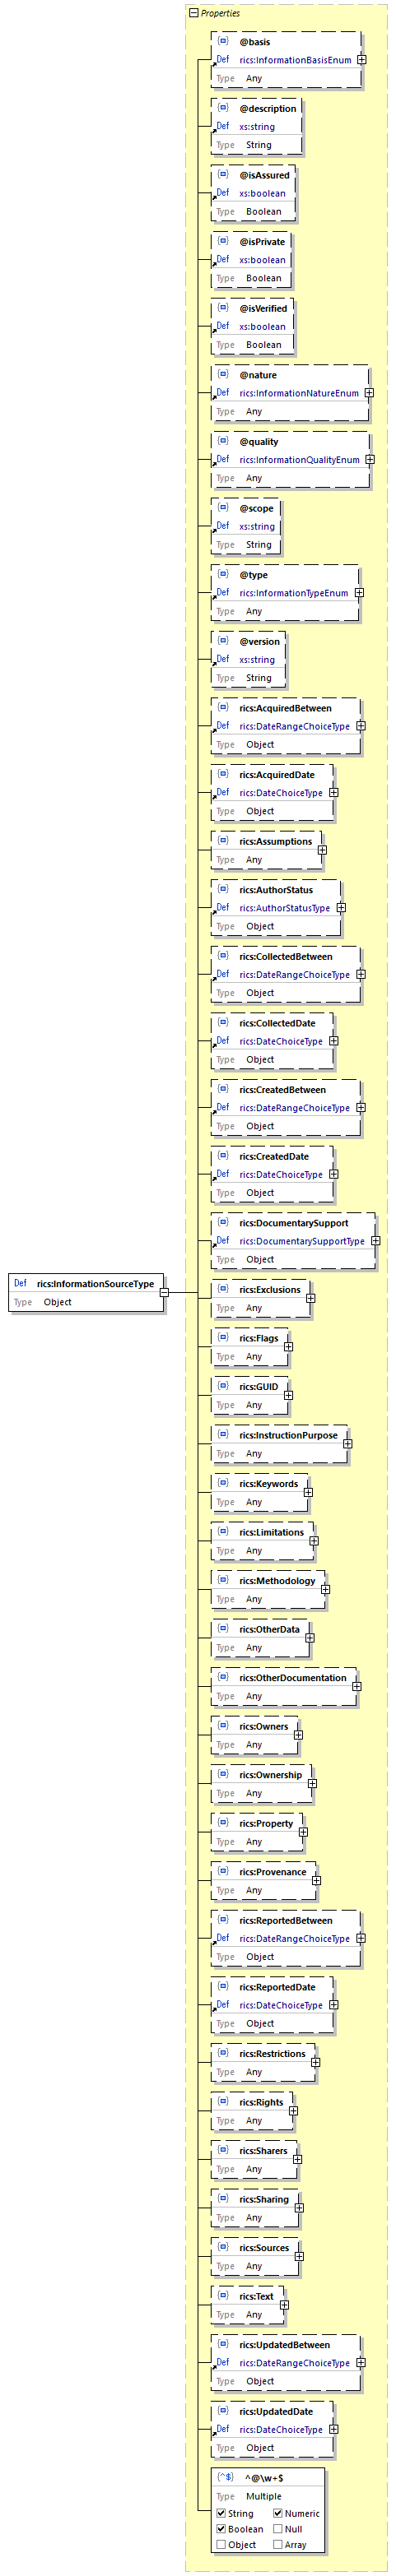 Properties
@basis
Def rics:InformationBasisEnum
Type Any
@description
Def xs:string
Type String
@isAssured
Def xs:boolean
Type Boolean
@isPrivate
Def xs:boolean
Type Boolean
@isVerified
Def xs:boolean
Type Boolean
@nature
Def rics:InformationNatureEnum
Type Any
@quality
Def rics:InformationQualityEnum
Type Any
@scope
Def xs:string
Type String
@type
Def rics:InformationTypeEnum
Type Any
@version
Def xs:string
Type String
rics:AcquiredBetween
Def rics:DateRangeChoiceType
Type Object
rics:AcquiredDate
Def rics:DateChoiceType
Type Object
rics:Assumptions
Type Any
rics:AuthorStatus
Def rics:AuthorStatusType
Type Object
rics:CollectedBetween
Def rics:DateRangeChoiceType
Type Object
rics:CollectedDate
Def rics:DateChoiceType
Type Object
rics:CreatedBetween
Def rics:DateRangeChoiceType
Type Object
rics:CreatedDate
Def rics:DateChoiceType
Type Object
rics:DocumentarySupport
Def rics:DocumentarySupportType
Type Object
Def rics:InformationSourceType
Type Object
rics:Exclusions
Type Any
rics:Flags
Type Any
rics:GUID
Type Any
rics:InstructionPurpose
Type Any
rics:Keywords
Type Any
rics:Limitations
Type Any
rics:Methodology
Type Any
rics:OtherData
Type Any
rics:OtherDocumentation
Type Any
rics:Owners
Type Any
rics:Ownership
Type Any
rics:Property
Type Any
rics:Provenance
Type Any
rics:ReportedBetween
Def rics:DateRangeChoiceType
Type Object
rics:ReportedDate
Def rics:DateChoiceType
Type Object
rics:Restrictions
Type Any
rics:Rights
Type Any
rics:Sharers
Type Any
rics:Sharing
Type Any
rics:Sources
Type Any
rics:Text
Type Any
rics:UpdatedBetween
Def rics:DateRangeChoiceType
Type Object
rics:UpdatedDate
Def rics:DateChoiceType
Type Object
{^$} ^@\w+$
Type Multiple
String Numeric
Boolean Null
Object Array